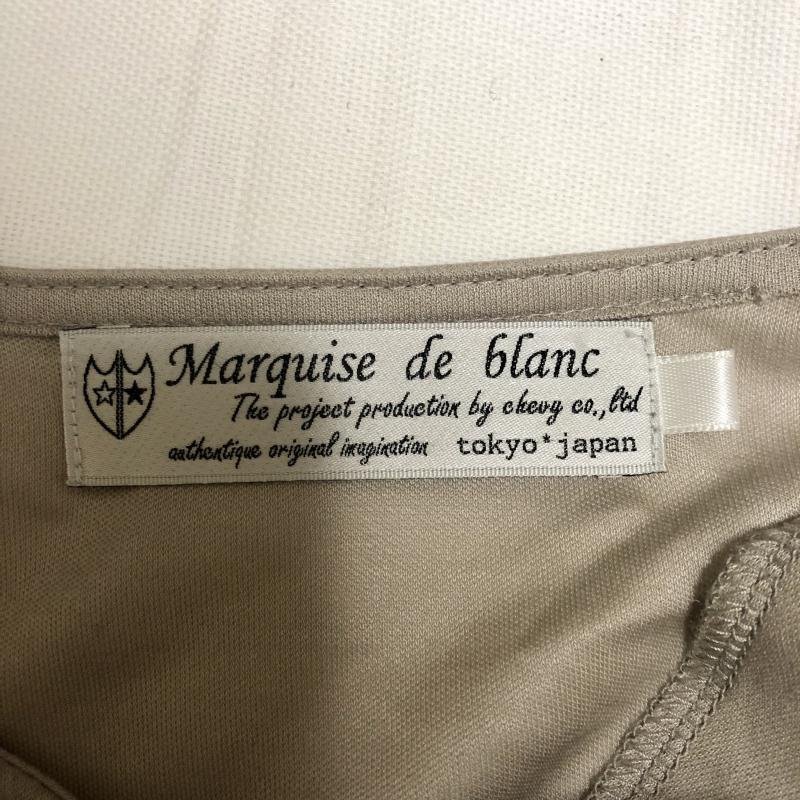 Marquise de blanc
The project production by chevy co.,ltd
authentique original imagination tokyo*japan